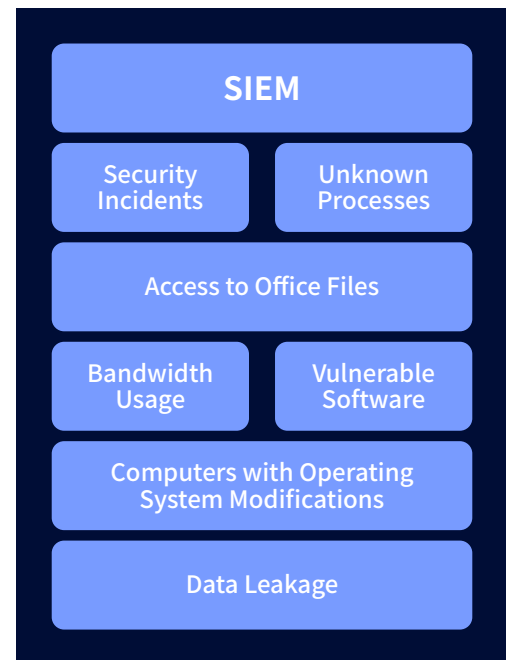 SIEM
Security
Incidents
Unknown
Processes
Access to Office Files
Bandwidth
Usage
Vulnerable
Software
Computers with Operating
System Modifications
Data Leakage